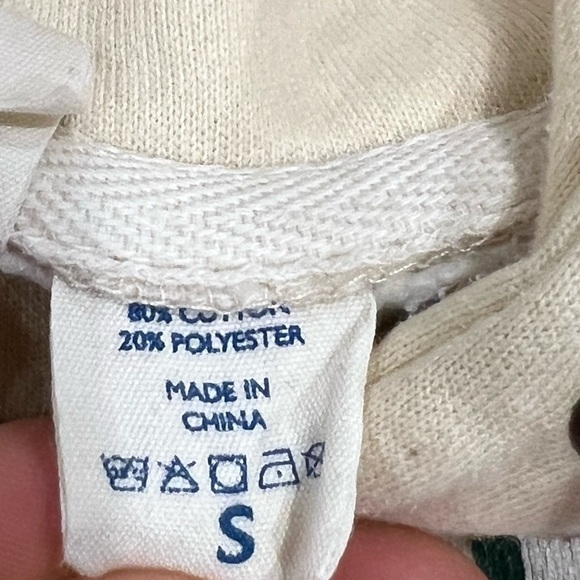 80% COTTON
20% POLYESTER
MADE IN
CHINA
S